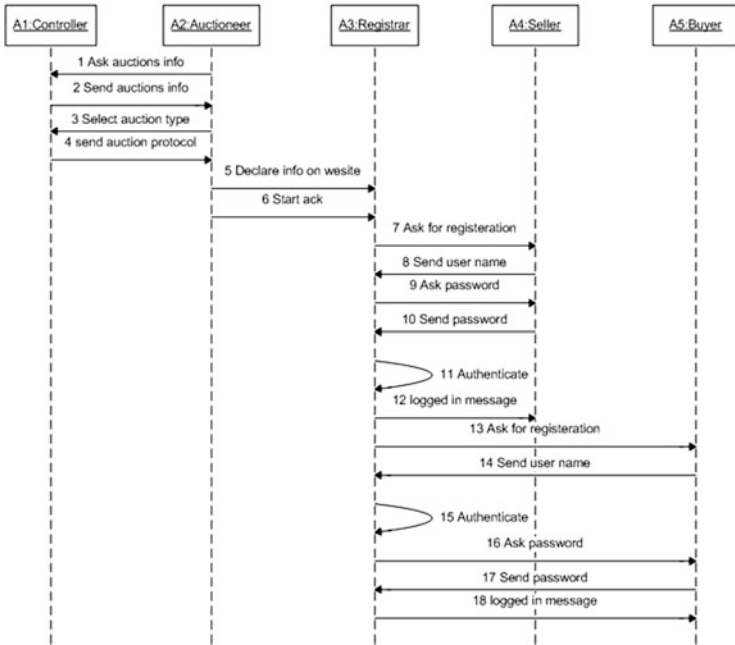 A1:Controller
A2:Auctioneer
A3:Registrar
A4:Seller
A5:Buyer
1 Ask auctions info
2 Send auctions info
3 Select auction type
4 send auction protocol
5 Declare info on wesite
6 Start ack
7 Ask for registeration
8 Send user name
9 Ask password
10 Send password
11 Authenticate
12 logged in message
13 Ask for registeration
14 Send user name
15 Authenticate
16 Ask password
17 Send password
18 logged in message